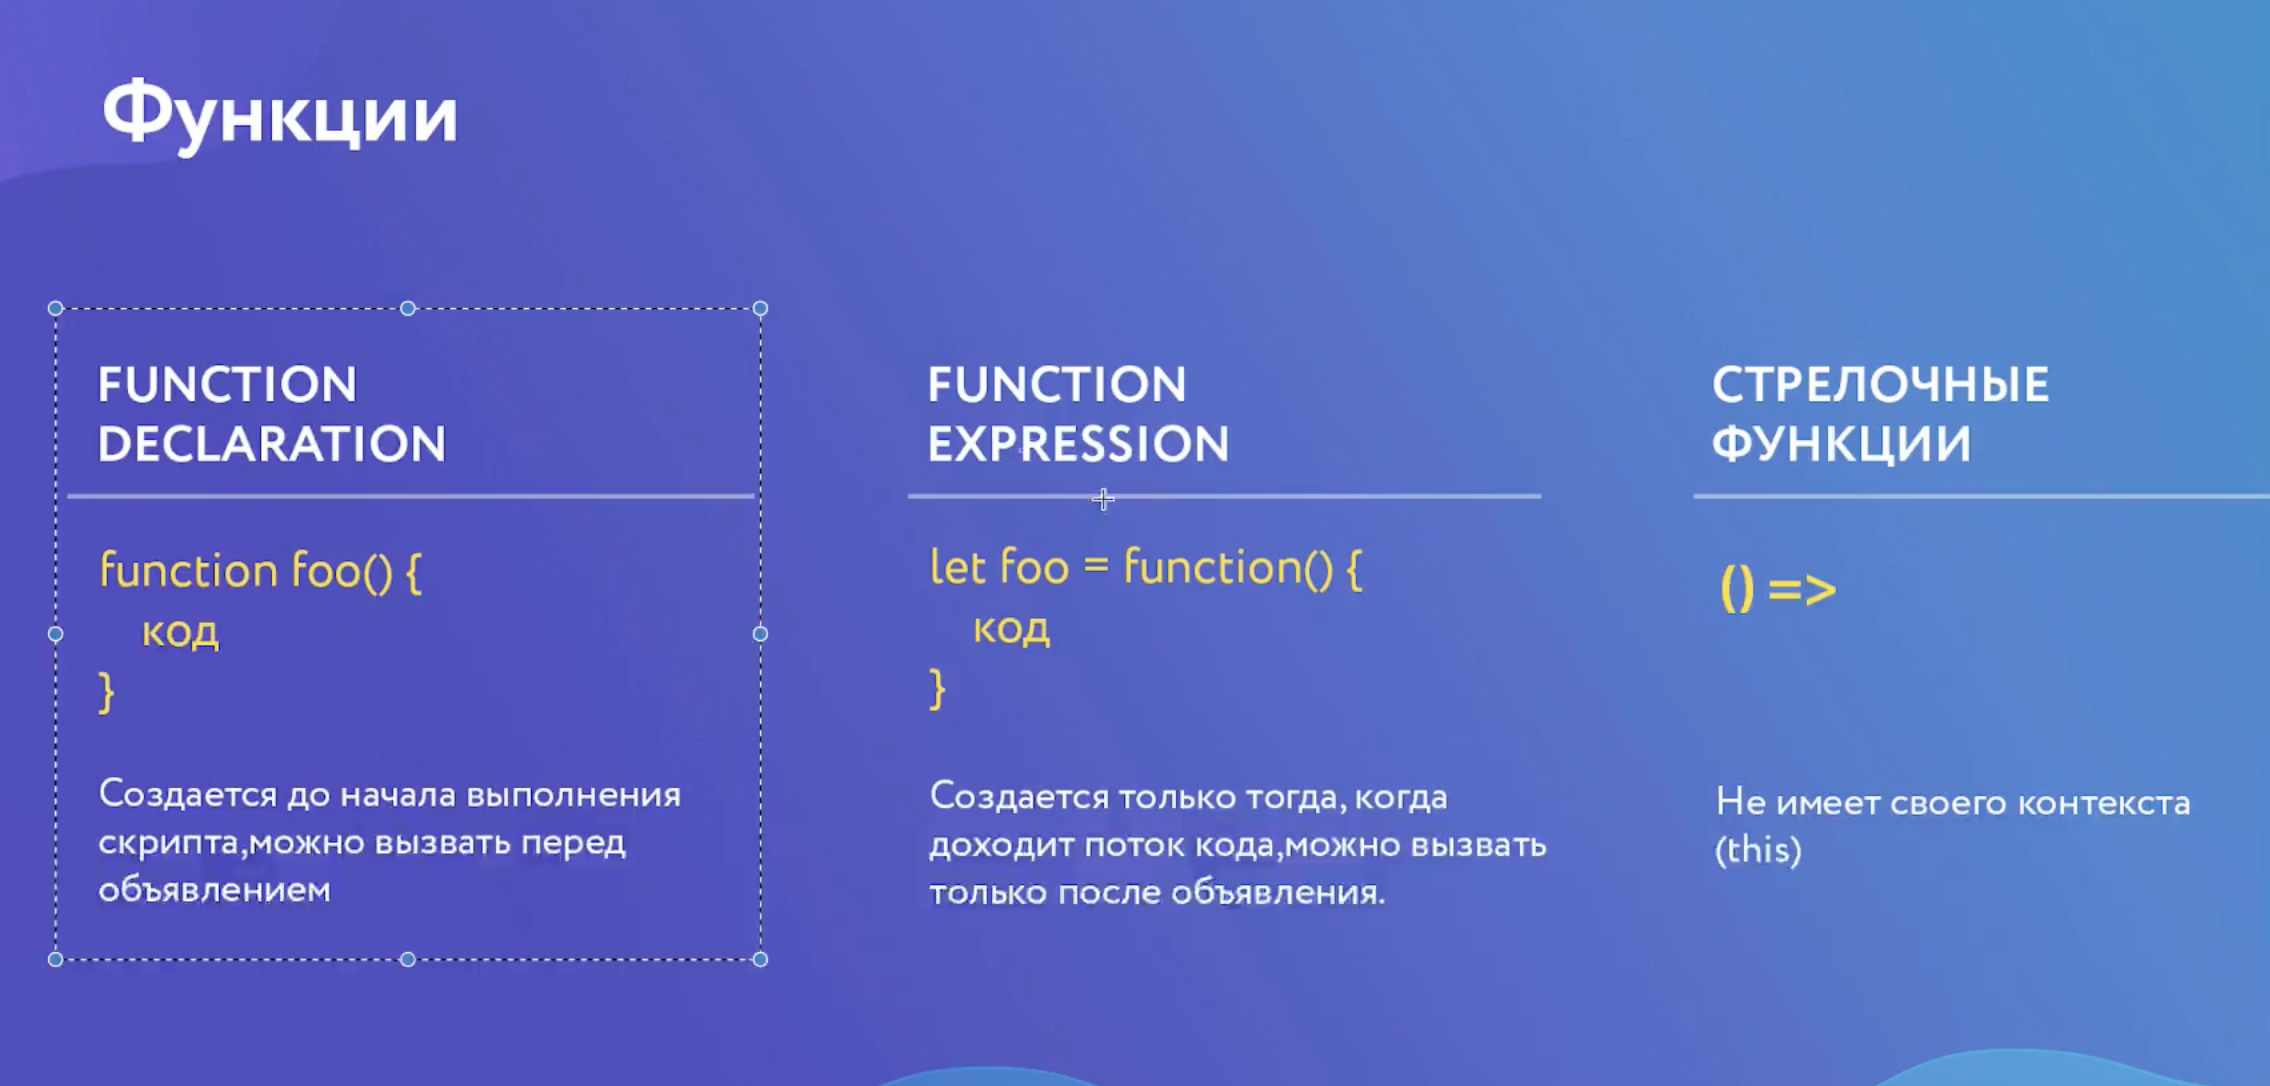 Функции
FUNCTION
DECLARATION
function foo() {
код
}
Создается до начала выполнения
скрипта,можно вызвать перед
объявлением
FUNCTION
EXPRESSION
let foo = function() {
код
}
Создается только тогда, когда
доходит поток кода,можно вызвать
только после объявления.
СТРЕЛОЧНЫЕ
ФУНКЦИИ
() =>
Не имеет своего контекста
(this)